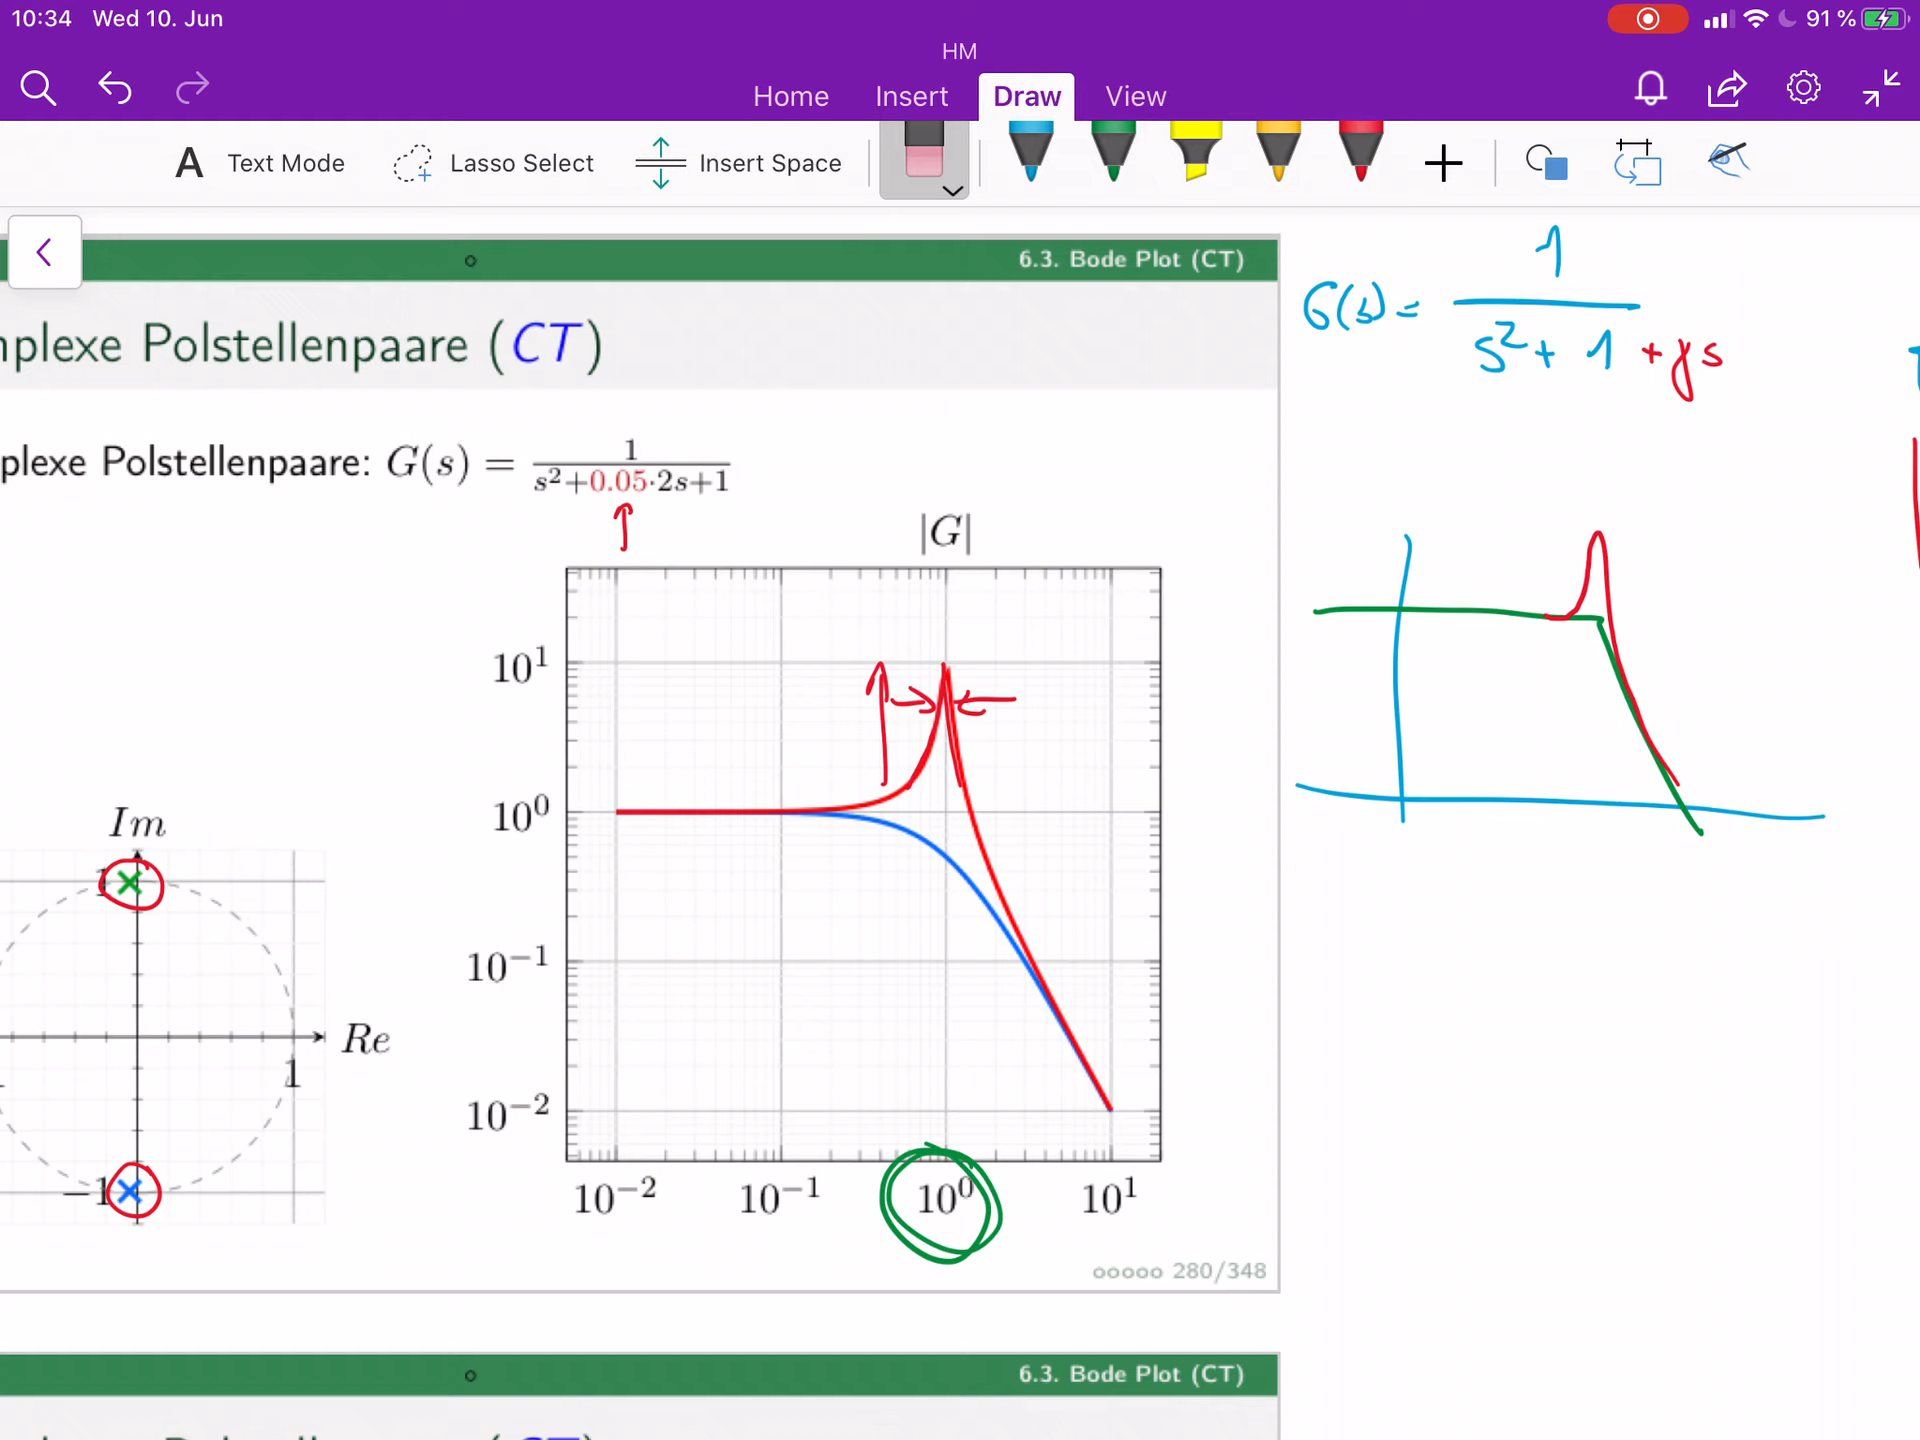 10:34 Wed 10. Jun
91 %
HM
Home Insert Draw View
A Text Mode Lasso Select Insert Space
6.3. Bode Plot (CT)
mplexe Polstellenpaare (CT)
plexe Polstellenpaare: G(s) = 1/(s²+0.05·2s+1)
G(s) = 1/(s² + 1 + γs)
|G|
10¹
10⁰
10⁻¹
10⁻²
10⁻² 10⁻¹ 10⁰ 10¹
Im
1
Re
1
−1
280/348
6.3. Bode Plot (CT)